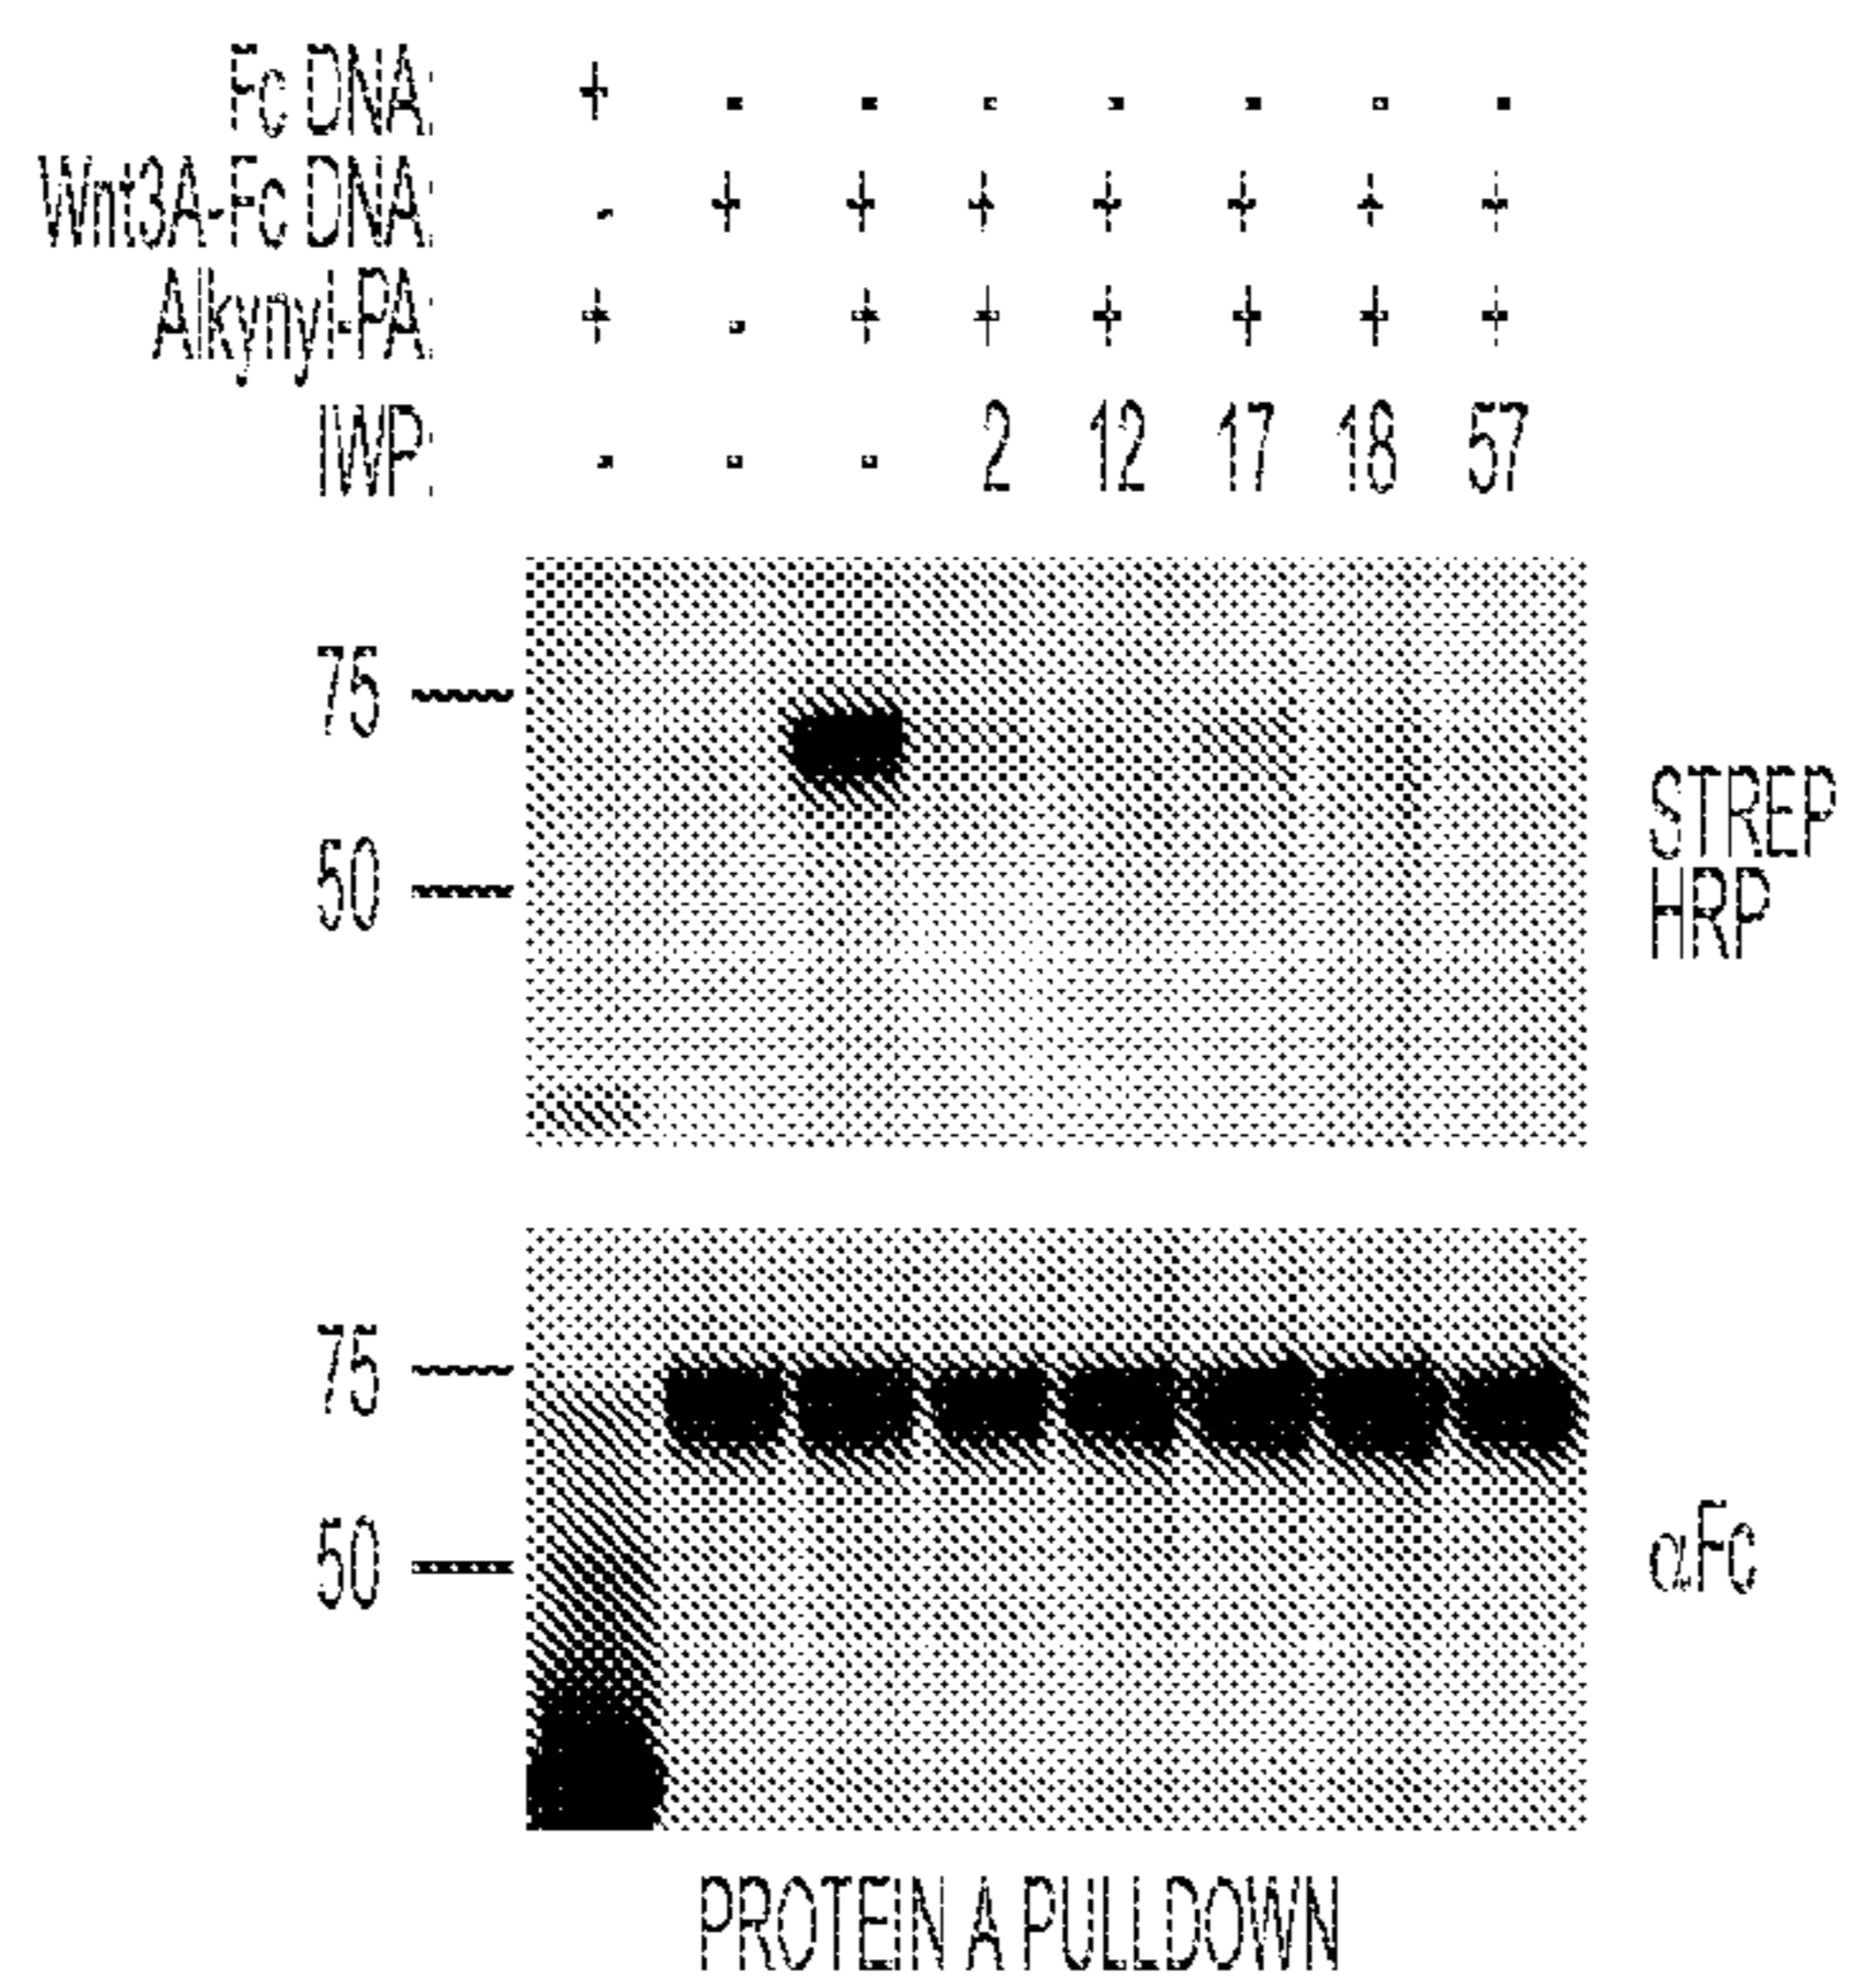 Fc DNA: + - - - - - - -
Wnt3A-Fc DNA: - + + + + + + +
Alkynyl-PA: + - + + + + + +
IWP: - - - 2 12 17 18 57
75
50
STREP
HRP
75
50
αFc
PROTEIN A PULLDOWN